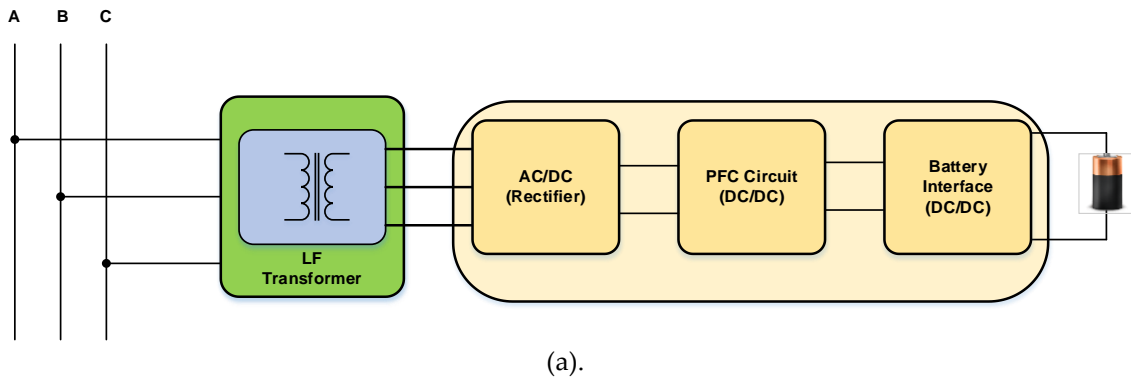 A B C
LF
Transformer
AC/DC
(Rectifier)
PFC Circuit
(DC/DC)
Battery
Interface
(DC/DC)
(a).